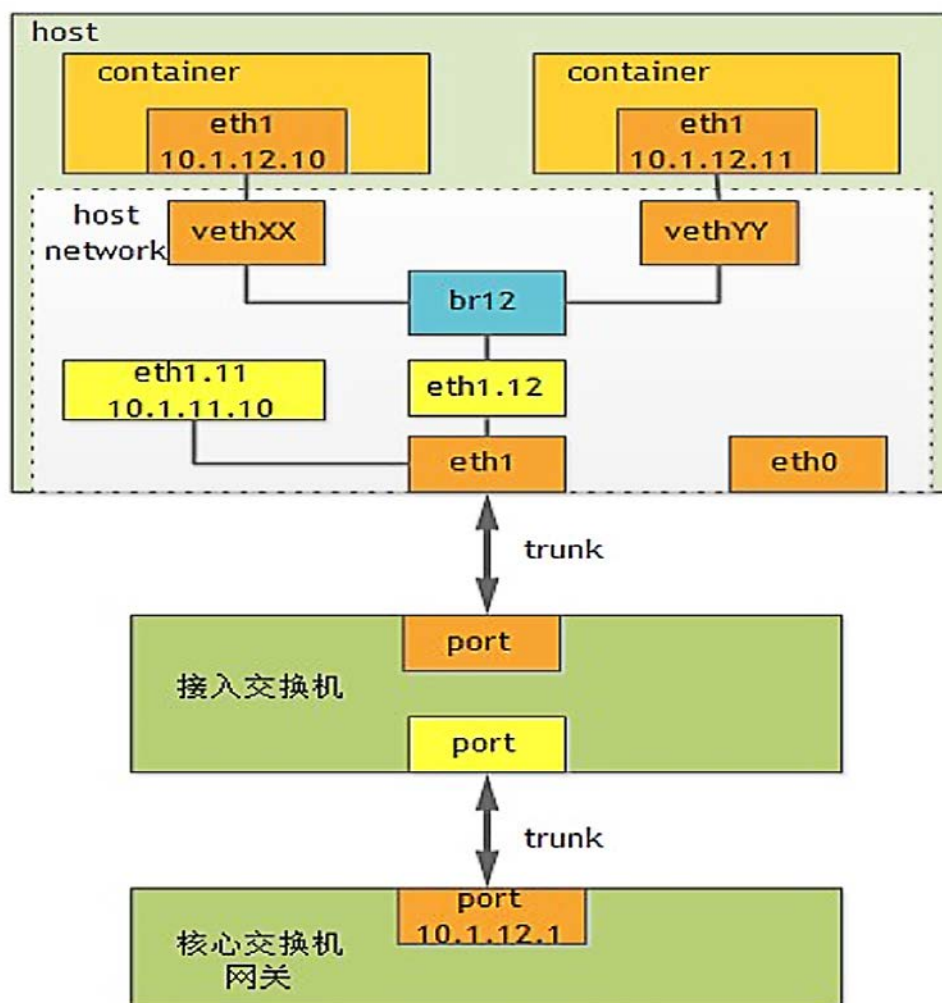 host
container
container
eth1
10.1.12.10
eth1
10.1.12.11
host
network
vethXX
vethYY
br12
eth1.11
10.1.11.10
eth1.12
eth1
eth0
trunk
port
接入交换机
port
trunk
port
10.1.12.1
核心交换机
网关